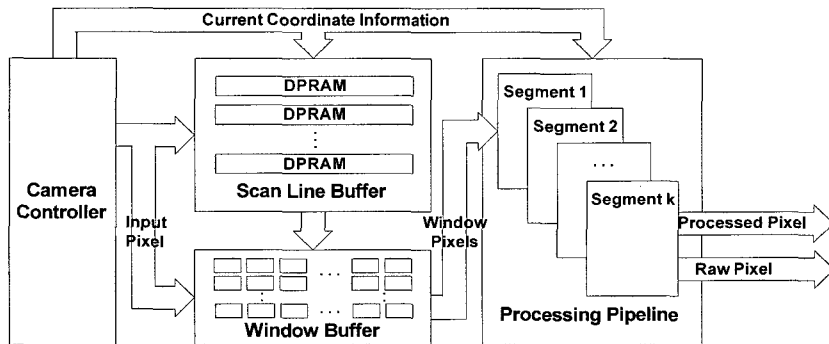 Current Coordinate Information
DPRAM
DPRAM
DPRAM
Scan Line Buffer
Camera
Controller
Input
Pixel
Window
Pixels
Window Buffer
Segment 1
Segment 2
...
Segment k
Processed Pixel
Raw Pixel
Processing Pipeline